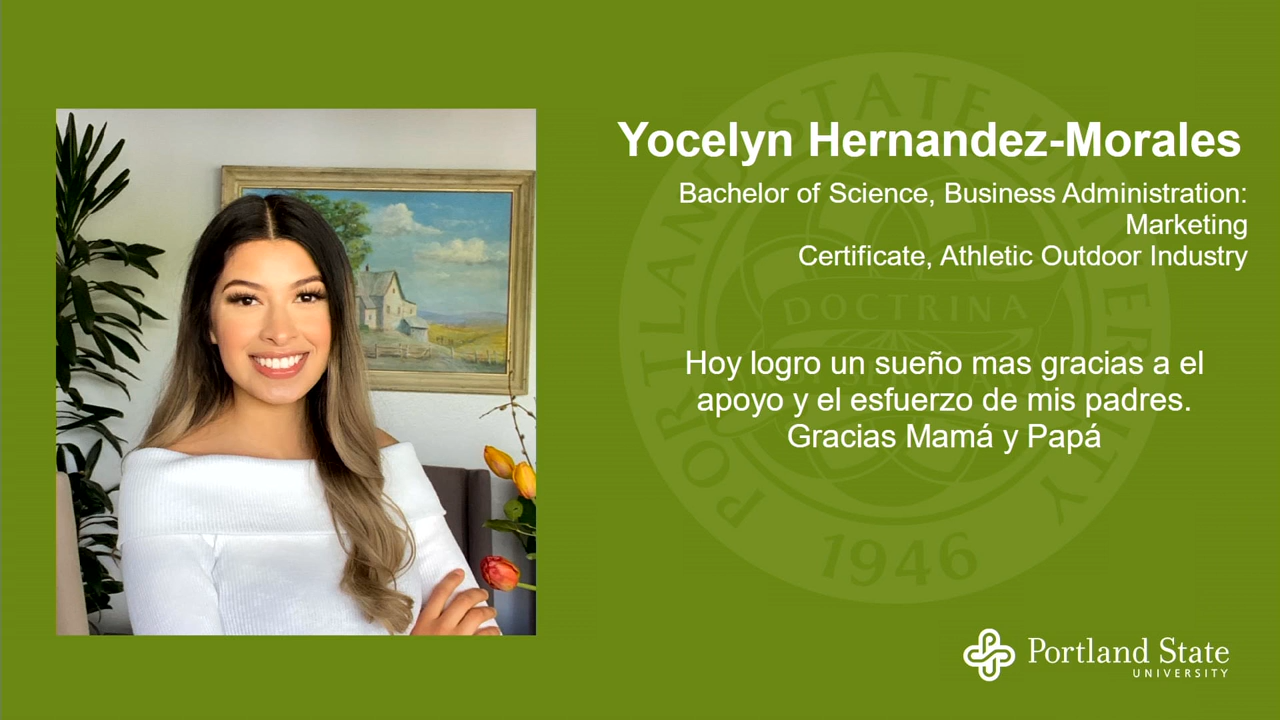 Yocelyn Hernandez-Morales
Bachelor of Science, Business Administration:
Marketing
Certificate, Athletic Outdoor Industry
Hoy logro un sueño mas gracias a el
apoyo y el esfuerzo de mis padres.
Gracias Mamá y Papá
PORTLAND STATE UNIVERSITY
DOCTRINA
1946
Portland State
UNIVERSITY